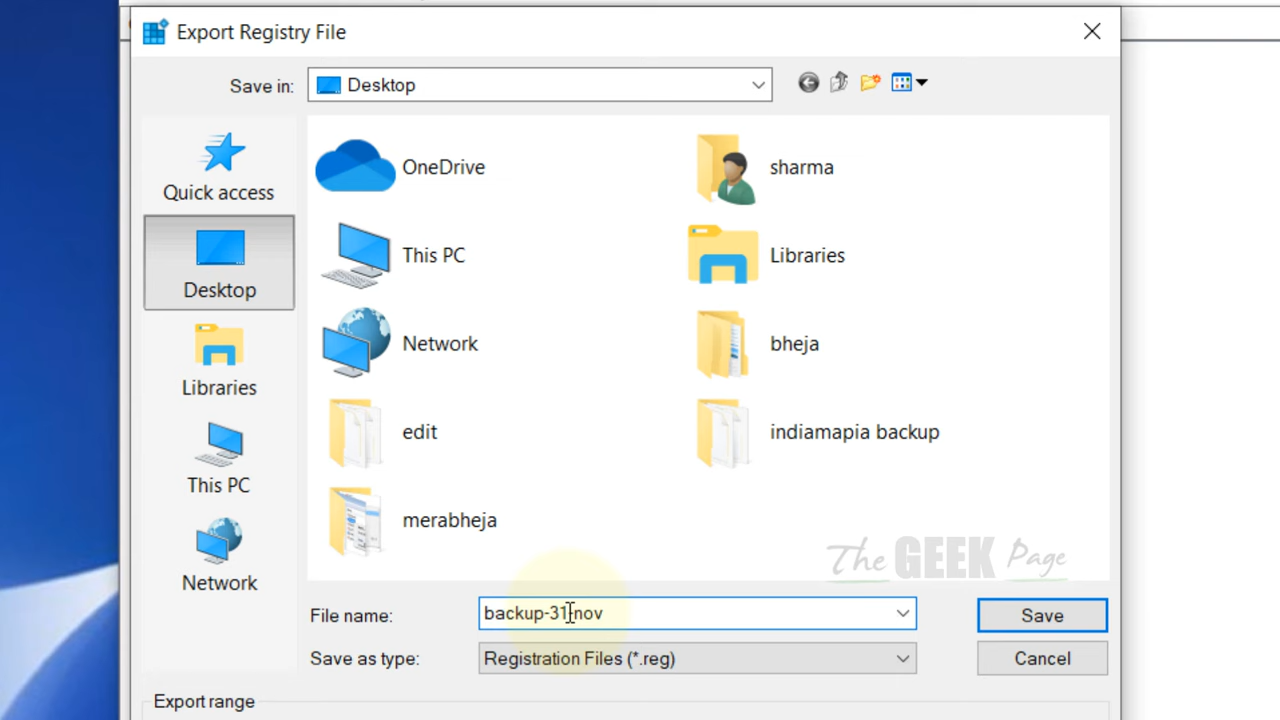 Export Registry File
Save in:
Desktop
Quick access
Desktop
Libraries
This PC
Network
OneDrive
sharma
This PC
Libraries
Network
bheja
edit
indiamapia backup
merabheja
The GEEK Page
File name:
backup-31-nov
Save
Save as type:
Registration Files (*.reg)
Cancel
Export range